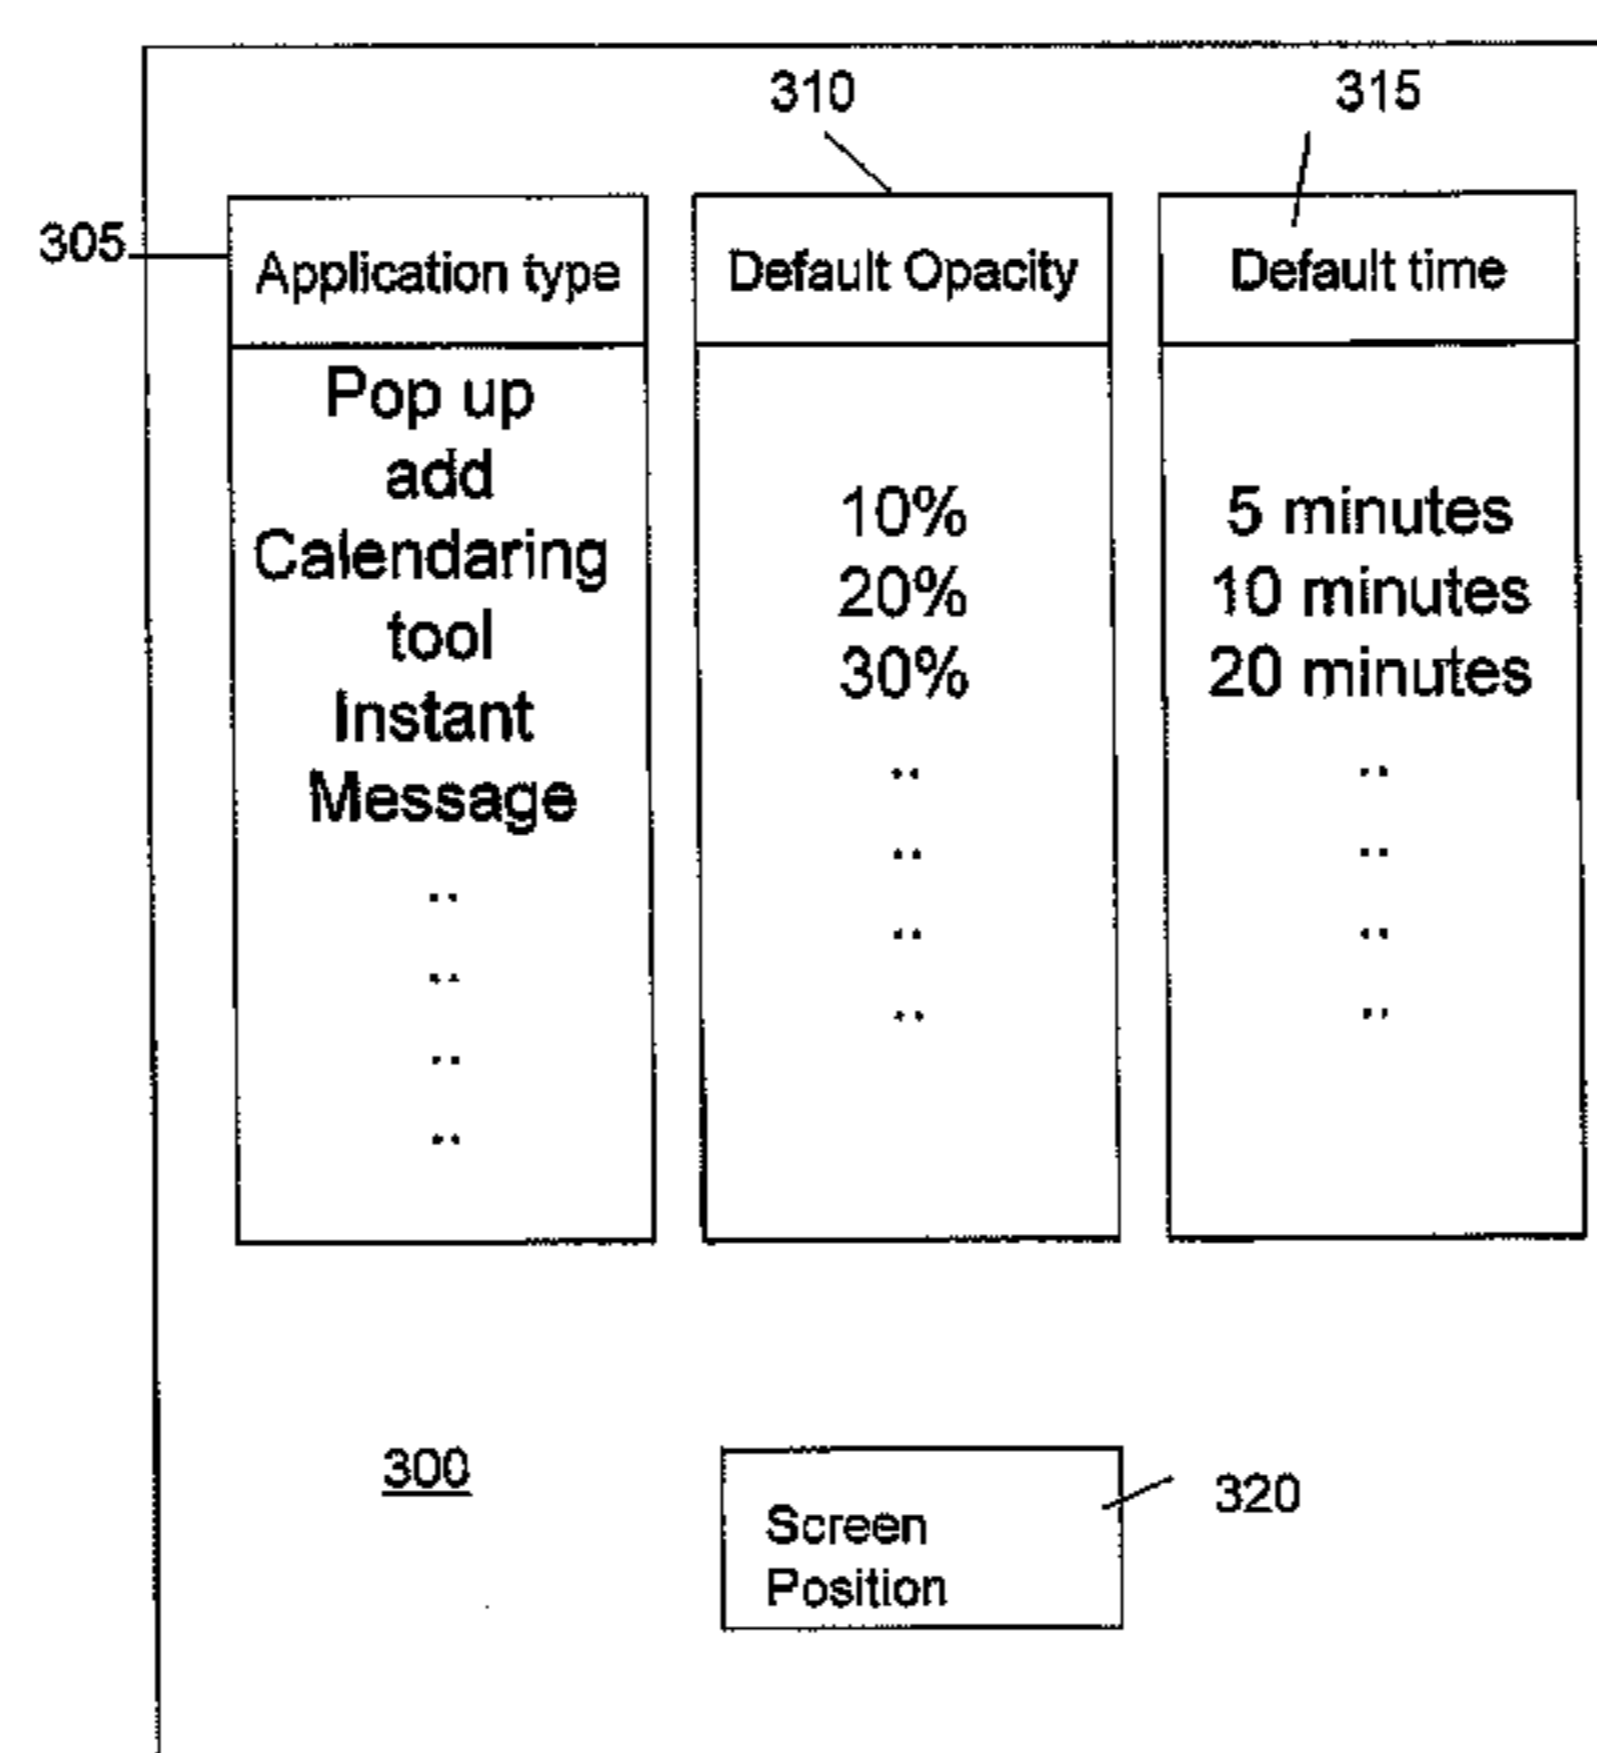 310
315
305
Application type
Default Opacity
Default time
Pop up
add
Calendaring
tool
Instant
Message
..
..
..
..
10%
20%
30%
..
..
..
..
5 minutes
10 minutes
20 minutes
..
..
..
..
300
Screen
Position
320